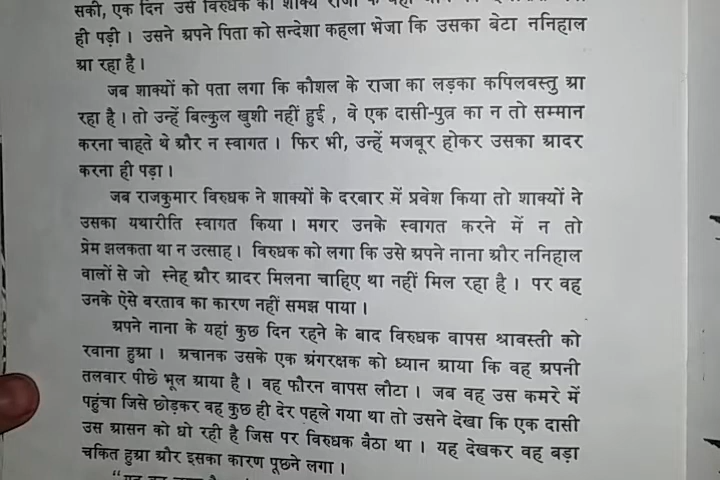 सकी, एक दिन उसे विरुधक को शाक्य राजा के यहां
ही पड़ी । उसने अपने पिता को सन्देशा कहला भेजा कि उसका बेटा ननिहाल
आ रहा है ।
जब शाक्यों को पता लगा कि कौशल के राजा का लड़का कपिलवस्तु आ
रहा है । तो उन्हें बिल्कुल खुशी नहीं हुई , वे एक दासी-पुत्र का न तो सम्मान
करना चाहते थे और न स्वागत । फिर भी, उन्हें मजबूर होकर उसका आदर
करना ही पड़ा ।
जब राजकुमार विरुधक ने शाक्यों के दरबार में प्रवेश किया तो शाक्यों ने
उसका यथारीति स्वागत किया । मगर उनके स्वागत करने में न तो
प्रेम झलकता था न उत्साह । विरुधक को लगा कि उसे अपने नाना और ननिहाल
वालों से जो स्नेह और आदर मिलना चाहिए था नहीं मिल रहा है । पर वह
उनके ऐसे बरताव का कारण नहीं समझ पाया ।
अपने नाना के यहां कुछ दिन रहने के बाद विरुधक वापस श्रावस्ती को
रवाना हुआ । अचानक उसके एक अंगरक्षक को ध्यान आया कि वह अपनी
तलवार पीछे भूल आया है । वह फौरन वापस लौटा । जब वह उस कमरे में
पहुंचा जिसे छोड़कर वह कुछ ही देर पहले गया था तो उसने देखा कि एक दासी
उस आसन को धो रही है जिस पर विरुधक बैठा था । यह देखकर वह बड़ा
चकित हुआ और इसका कारण पूछने लगा ।